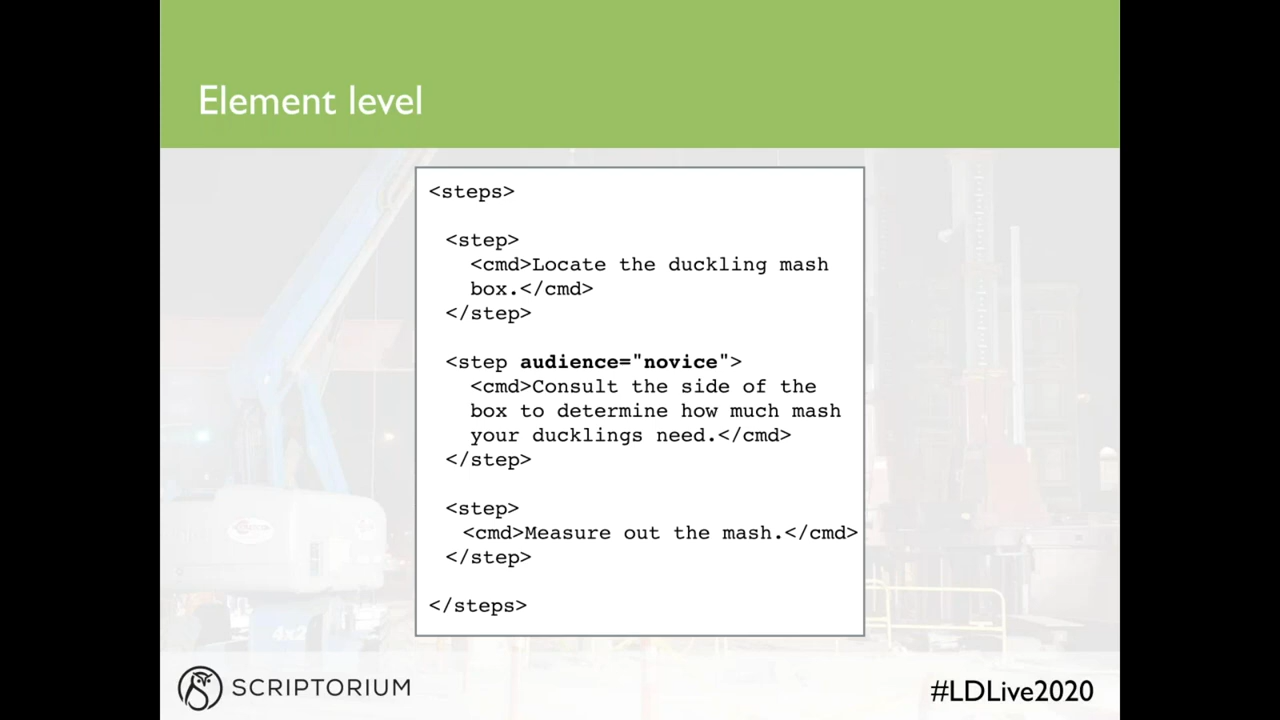 Element level
<steps>
<step>
<cmd>Locate the duckling mash
box.</cmd>
</step>
<step audience="novice">
<cmd>Consult the side of the
box to determine how much mash
your ducklings need.</cmd>
</step>
<step>
<cmd>Measure out the mash.</cmd>
</step>
</steps>
4x2
SCRIPTORIUM
#LDLive2020